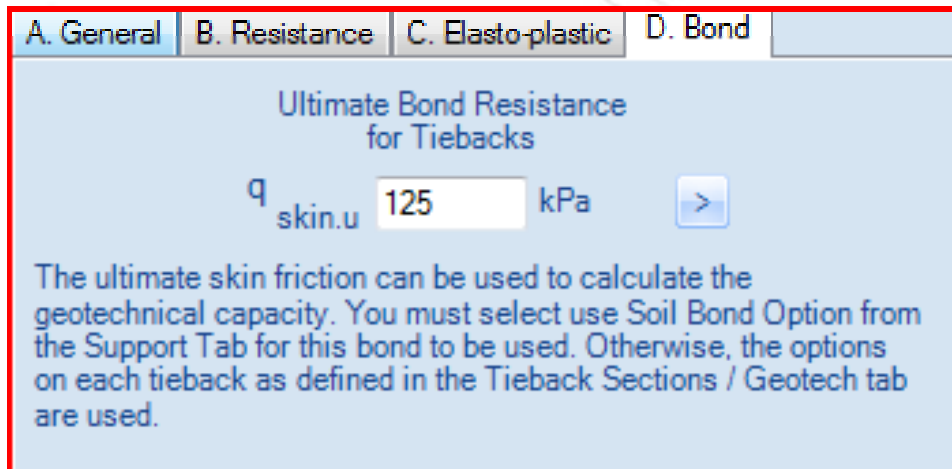 A. General B. Resistance C. Elasto-plastic D. Bond
Ultimate Bond Resistance
for Tiebacks
q skin.u 125 kPa >
The ultimate skin friction can be used to calculate the
geotechnical capacity. You must select use Soil Bond Option from
the Support Tab for this bond to be used. Otherwise, the options
on each tieback as defined in the Tieback Sections / Geotech tab
are used.